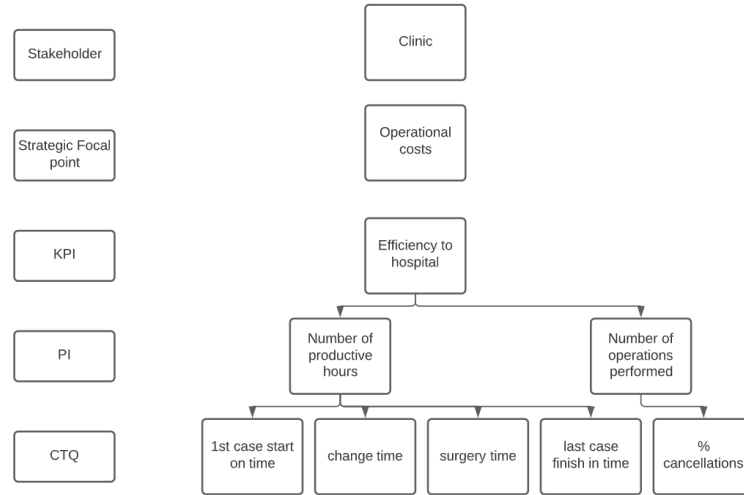 Stakeholder
Clinic
Strategic Focal
point
Operational
costs
KPI
Efficiency to
hospital
PI
Number of
productive
hours
Number of
operations
performed
CTQ
1st case start
on time
change time
surgery time
last case
finish in time
%
cancellations